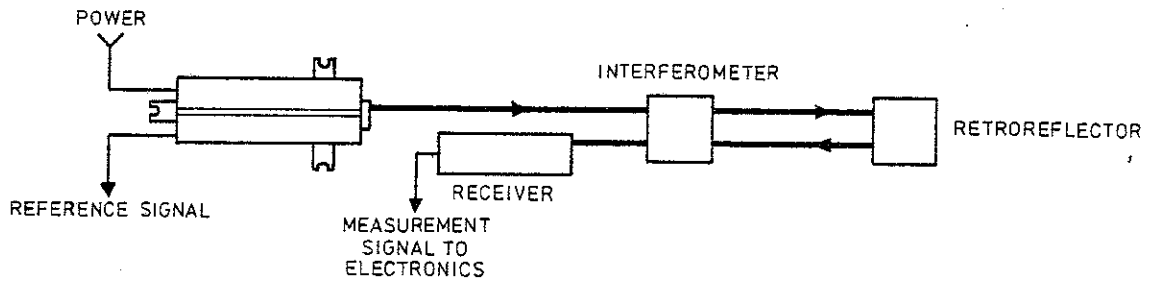 POWER
INTERFEROMETER
RETROREFLECTOR
RECEIVER
REFERENCE SIGNAL
MEASUREMENT
SIGNAL TO
ELECTRONICS